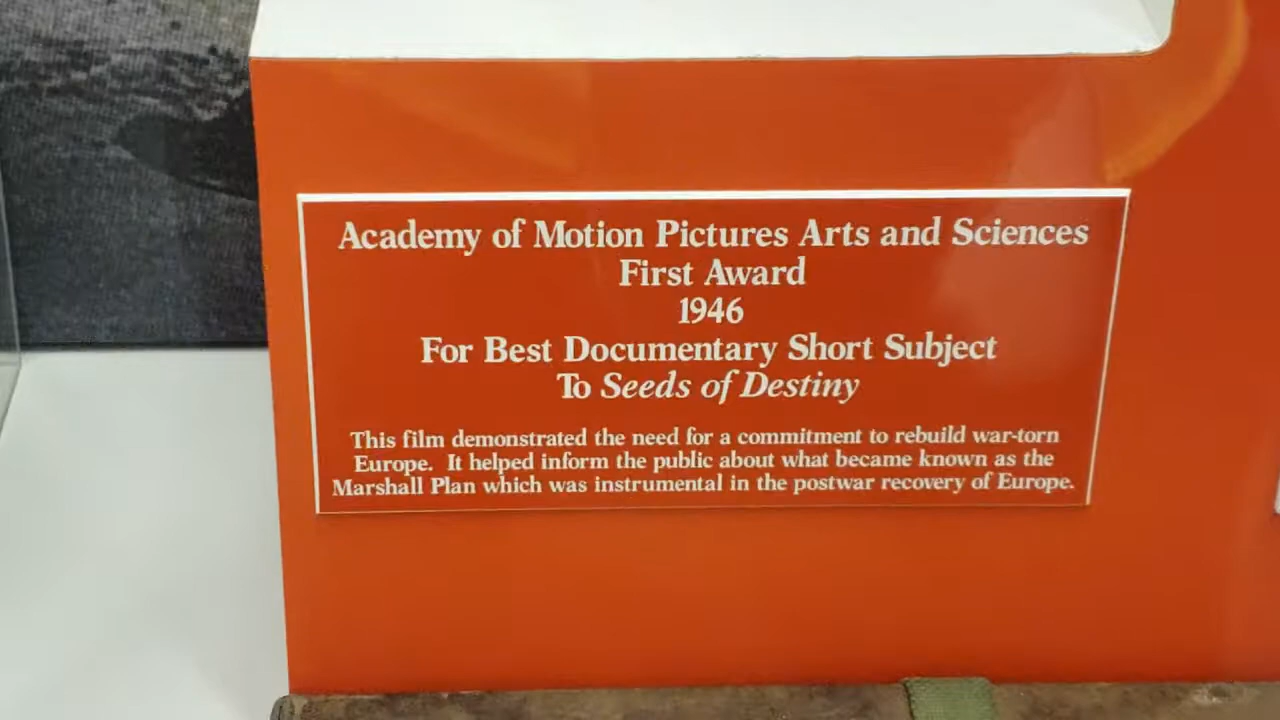 Academy of Motion Pictures Arts and Sciences
First Award
1946
For Best Documentary Short Subject
To Seeds of Destiny
This film demonstrated the need for a commitment to rebuild war-torn
Europe. It helped inform the public about what became known as the
Marshall Plan which was instrumental in the postwar recovery of Europe.